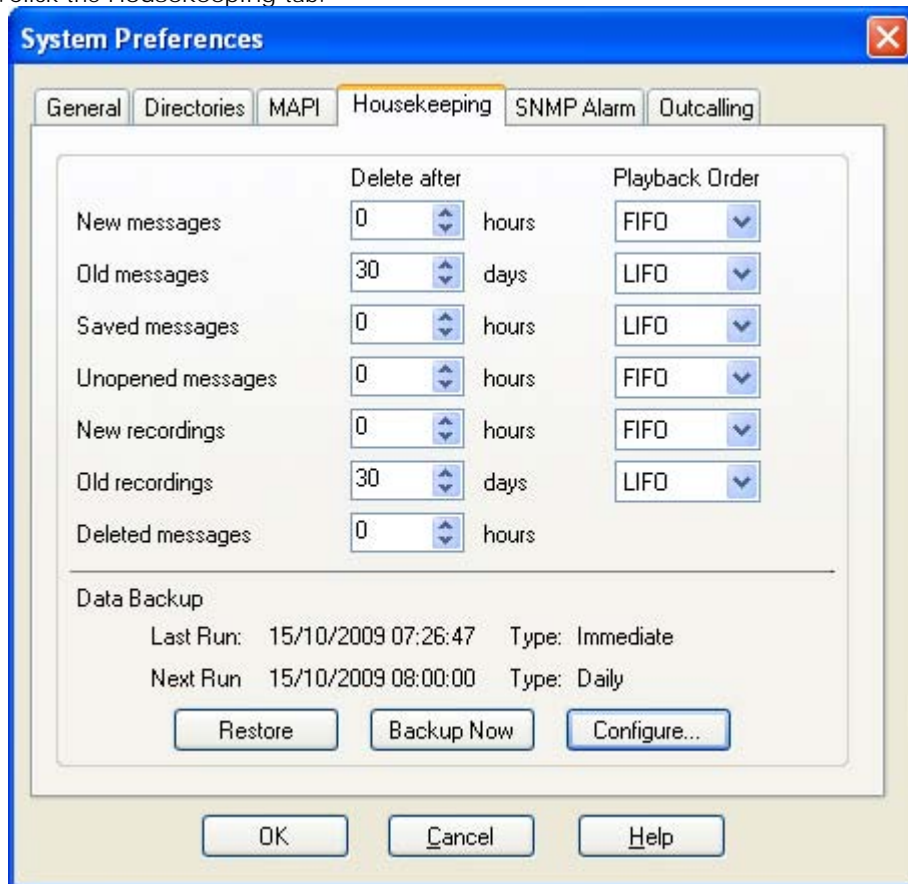 click the Housekeeping tab.
System Preferences
General Directories MAPI Housekeeping SNMP Alarm Outcalling
Delete after Playback Order
New messages 0 hours FIFO
Old messages 30 days LIFO
Saved messages 0 hours LIFO
Unopened messages 0 hours FIFO
New recordings 0 hours FIFO
Old recordings 30 days LIFO
Deleted messages 0 hours
Data Backup
Last Run: 15/10/2009 07:26:47 Type: Immediate
Next Run 15/10/2009 08:00:00 Type: Daily
Restore Backup Now Configure...
OK Cancel Help